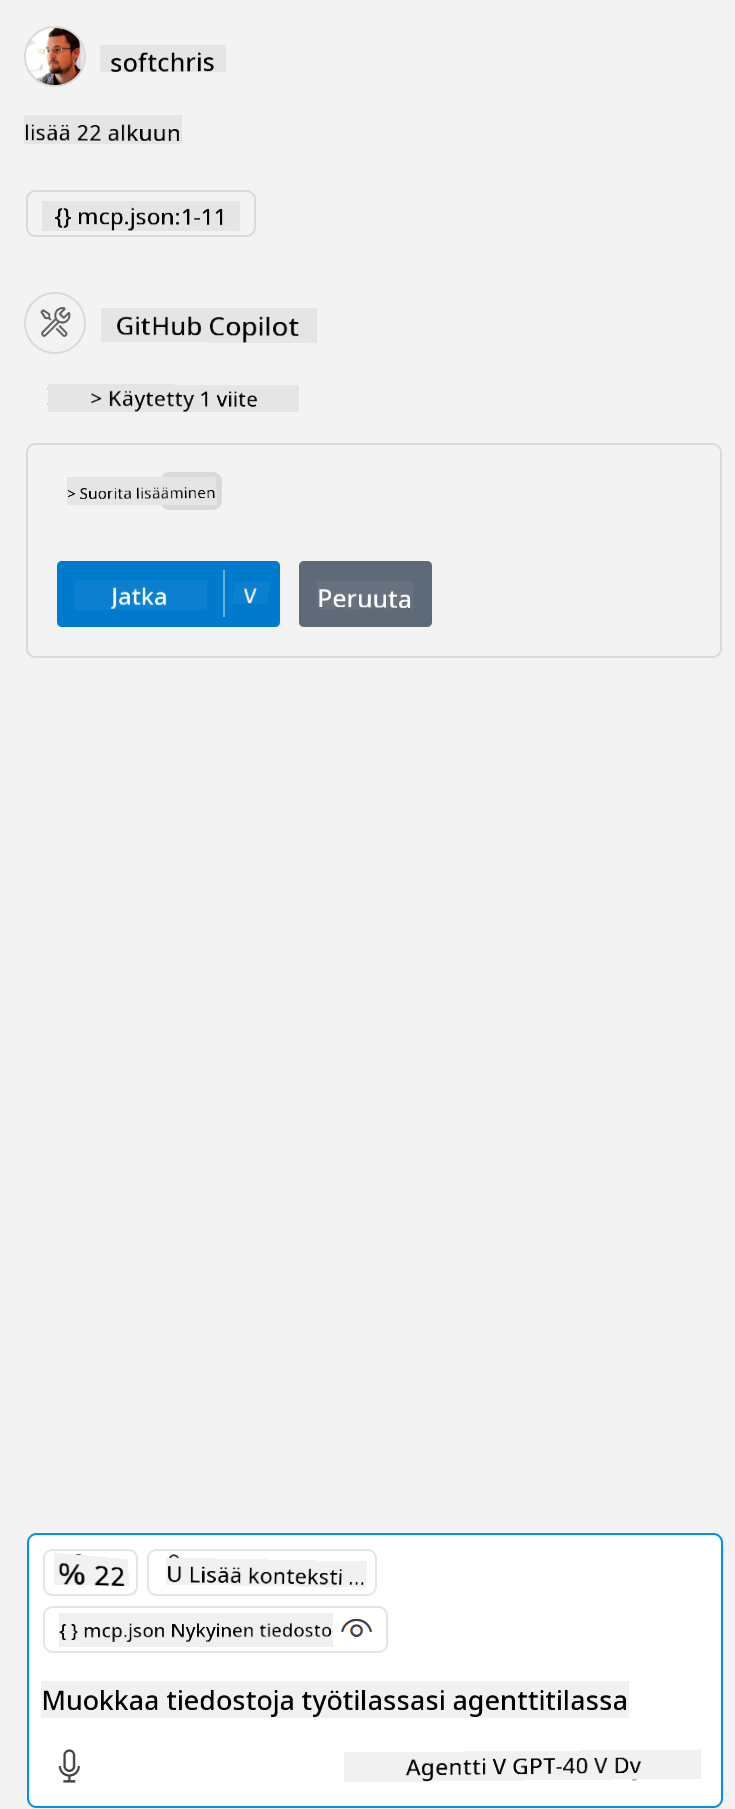 softchris
lisää 22 alkuun
{} mcp.json:1-11
GitHub Copilot
> Käytetty 1 viite
> Suorita lisääminen
Jatka V Peruuta
% 22 U Lisää konteksti ...
{ } mcp.json Nykyinen tiedosto
Muokkaa tiedostoja työtilassasi agenttitilassa
Agentti V GPT-40 V Dv